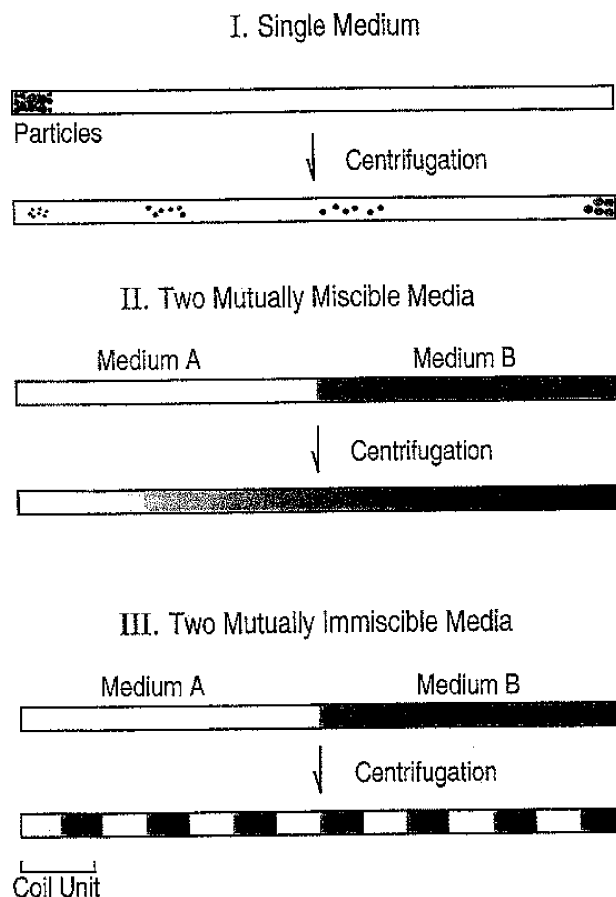 I. Single Medium
Particles
Centrifugation
II. Two Mutually Miscible Media
Medium A Medium B
Centrifugation
III. Two Mutually Immiscible Media
Medium A Medium B
Centrifugation
Coil Unit